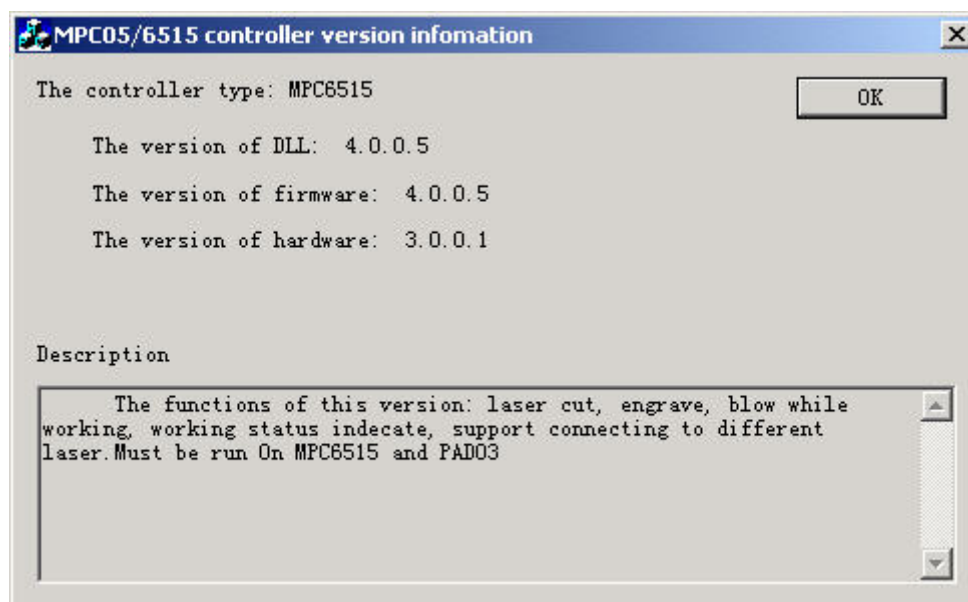 MPC05/6515 controller version infomation
The controller type: MPC6515
OK
The version of DLL: 4.0.0.5
The version of firmware: 4.0.0.5
The version of hardware: 3.0.0.1
Description
The functions of this version: laser cut, engrave, blow while
working, working status indecate, support connecting to different
laser.Must be run On MPC6515 and PAD03